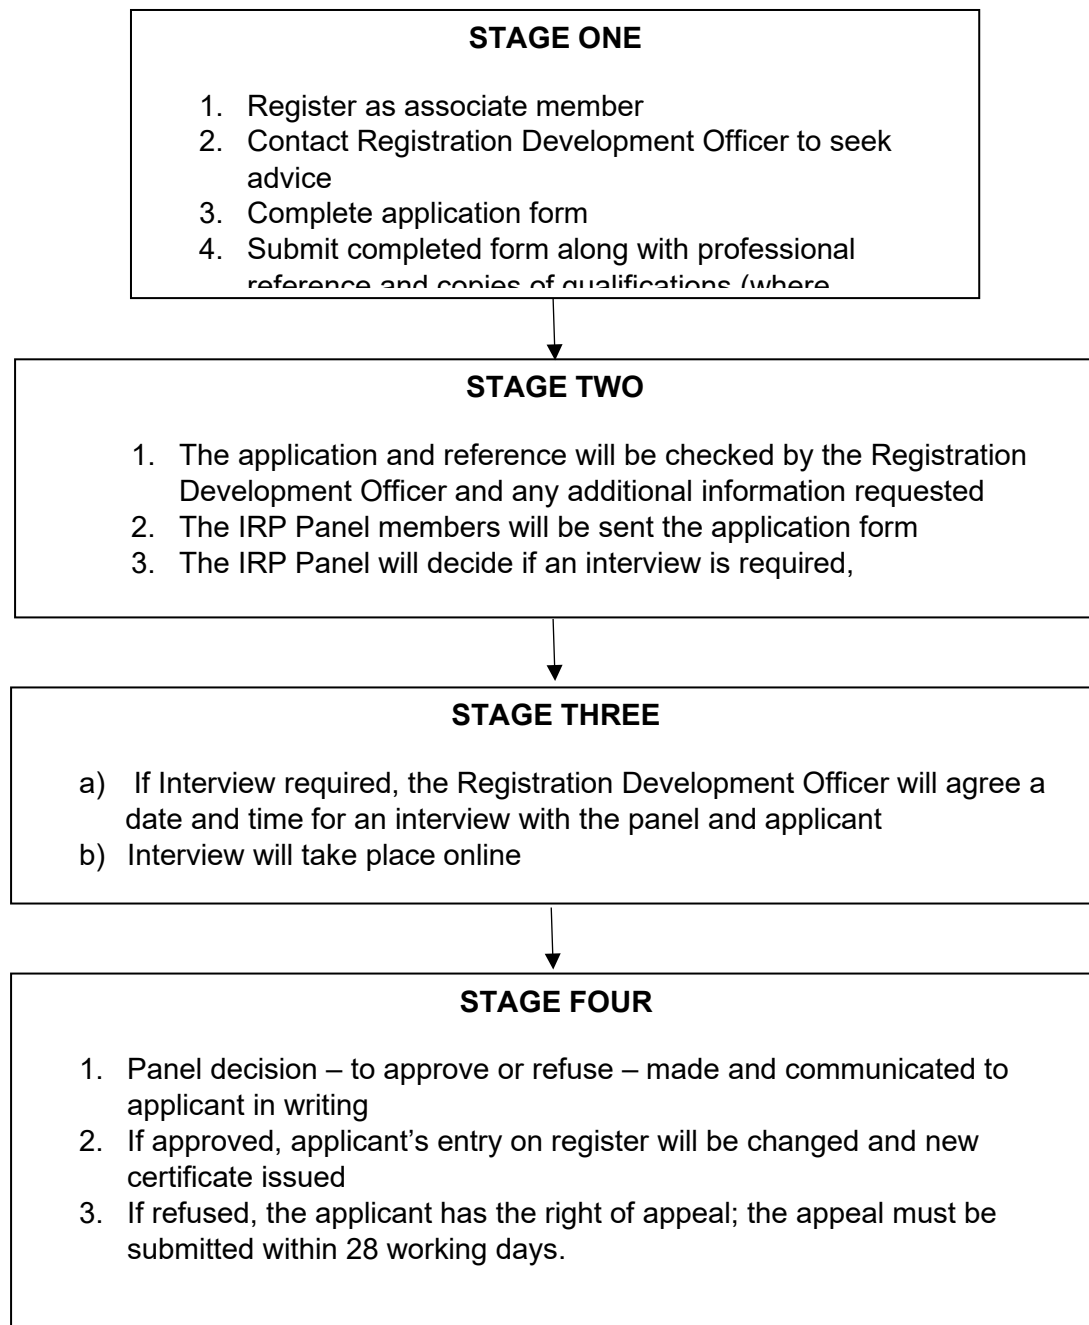 STAGE ONE
1. Register as associate member
2. Contact Registration Development Officer to seek
advice
3. Complete application form
4. Submit completed form along with professional
reference and copies of qualifications (where
STAGE TWO
1. The application and reference will be checked by the Registration
Development Officer and any additional information requested
2. The IRP Panel members will be sent the application form
3. The IRP Panel will decide if an interview is required,
STAGE THREE
a) If Interview required, the Registration Development Officer will agree a
date and time for an interview with the panel and applicant
b) Interview will take place online
STAGE FOUR
1. Panel decision – to approve or refuse – made and communicated to
applicant in writing
2. If approved, applicant’s entry on register will be changed and new
certificate issued
3. If refused, the applicant has the right of appeal; the appeal must be
submitted within 28 working days.